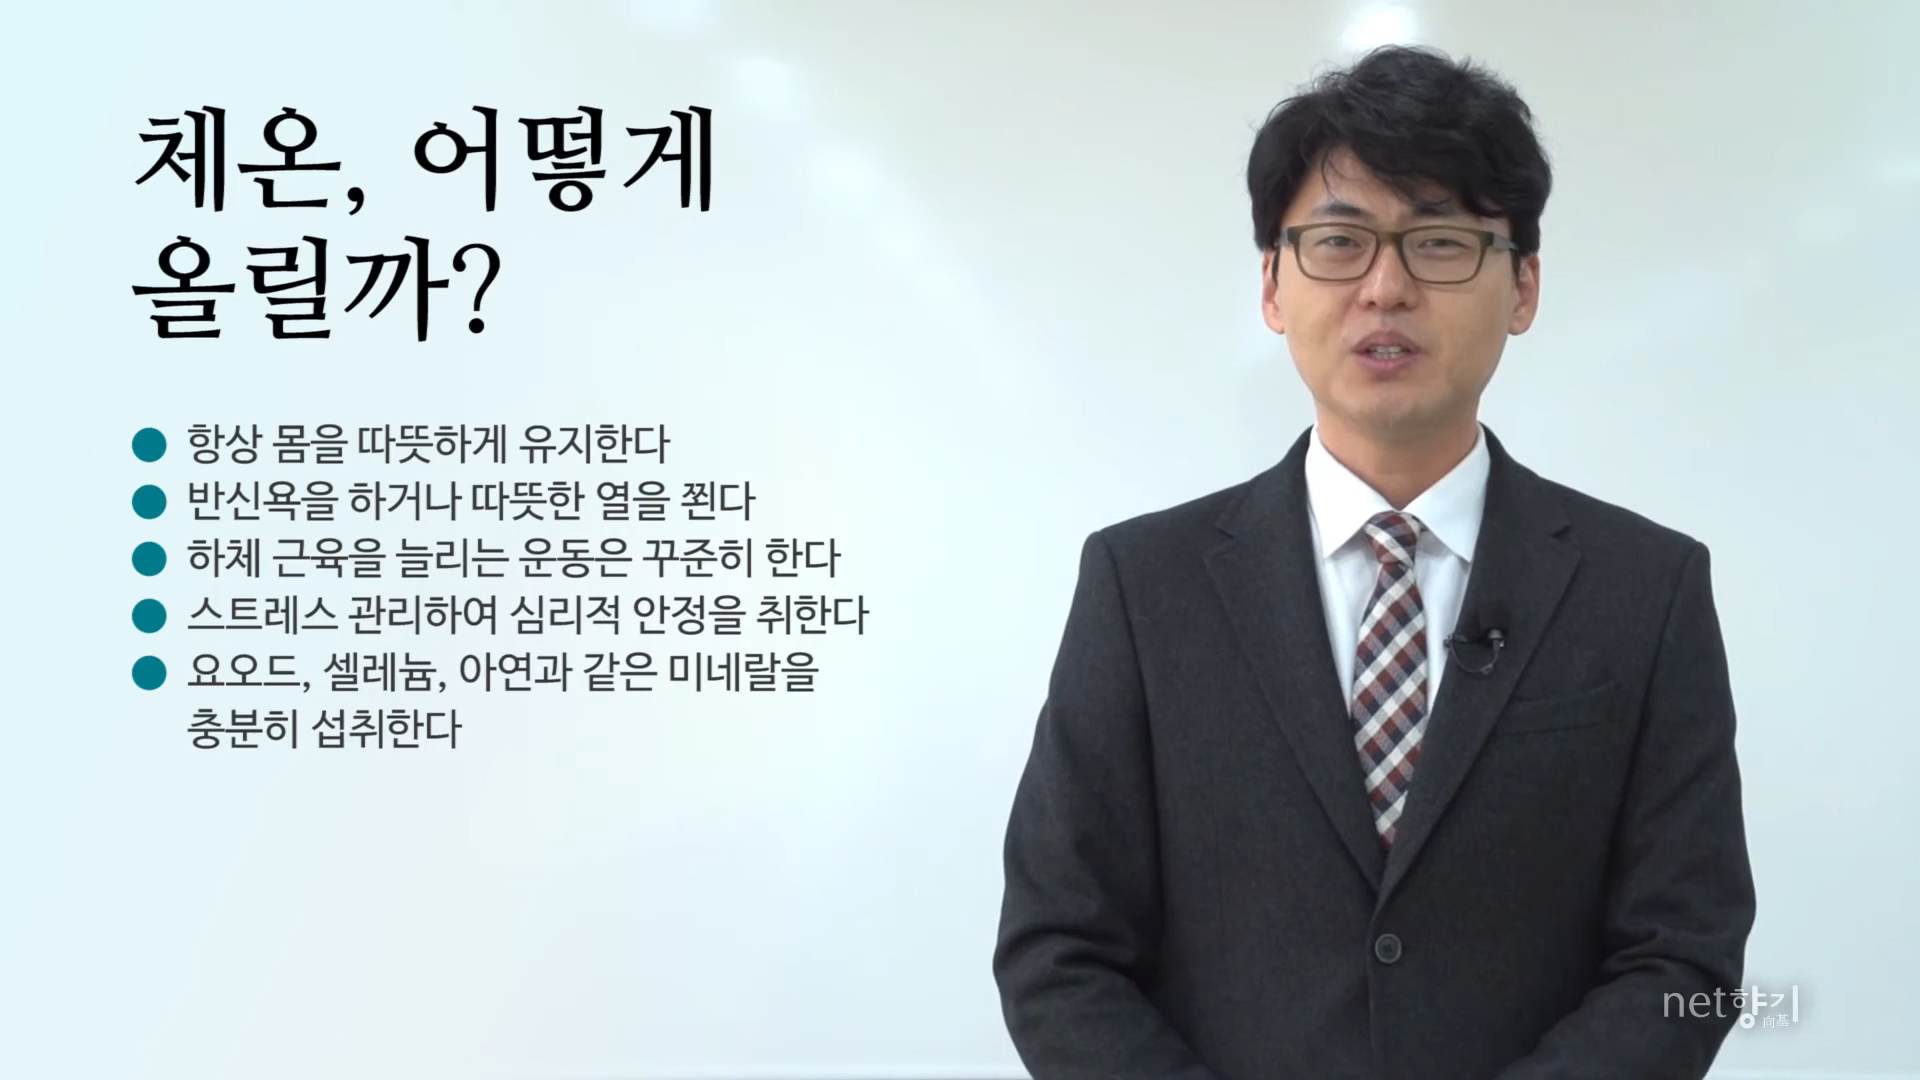 체온, 어떻게
올릴까?
항상 몸을 따뜻하게 유지한다
반신욕을 하거나 따뜻한 열을 쬔다
하체 근육을 늘리는 운동은 꾸준히 한다
스트레스 관리하여 심리적 안정을 취한다
요오드, 셀레늄, 아연과 같은 미네랄을
충분히 섭취한다
net향기
向基